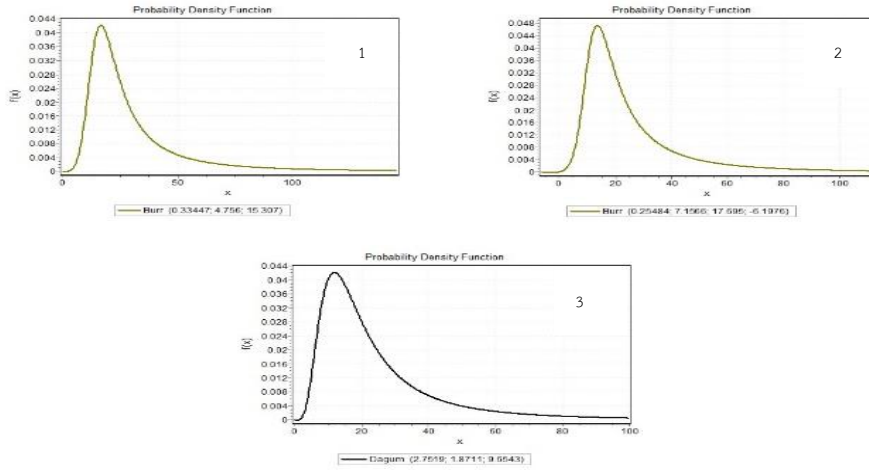 Probability Density Function
0.044
0.04
0.036
0.032
0.028
0.024
0.02
0.016
0.012
0.008
0.004
0
f(x)
1
0 50 100
x
Burr (0.33447; 4.756; 15.307)
Probability Density Function
0.048
0.044
0.04
0.036
0.032
0.028
0.024
0.02
0.016
0.012
0.008
0.004
0
f(x)
2
0 20 40 60 80 100
x
Burr (0.25484; 7.1566; 17.595; -6.1976)
Probability Density Function
0.044
0.04
0.036
0.032
0.028
0.024
0.02
0.016
0.012
0.008
0.004
0
f(x)
3
0 20 40 60 80 100
x
Dagum (2.7519; 1.8711; 9.5543)